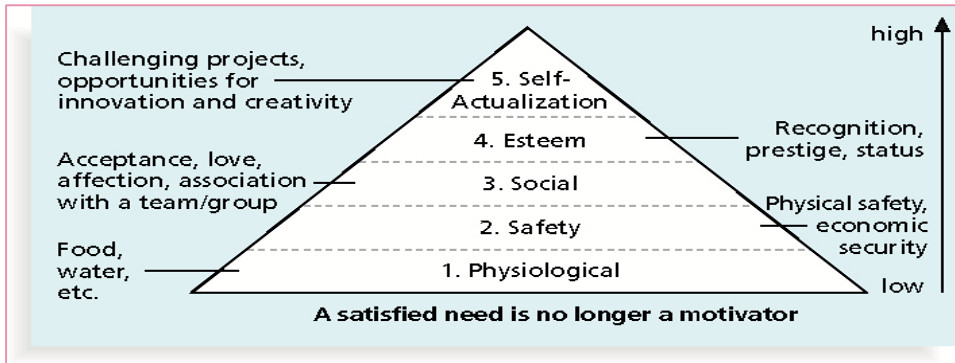 high
Challenging projects,
opportunities for
innovation and creativity
5. Self-
Actualization
4. Esteem
Recognition,
prestige, status
Acceptance, love,
affection, association
with a team/group
3. Social
Physical safety,
economic
security
2. Safety
Food,
water,
etc.
1. Physiological
low
A satisfied need is no longer a motivator